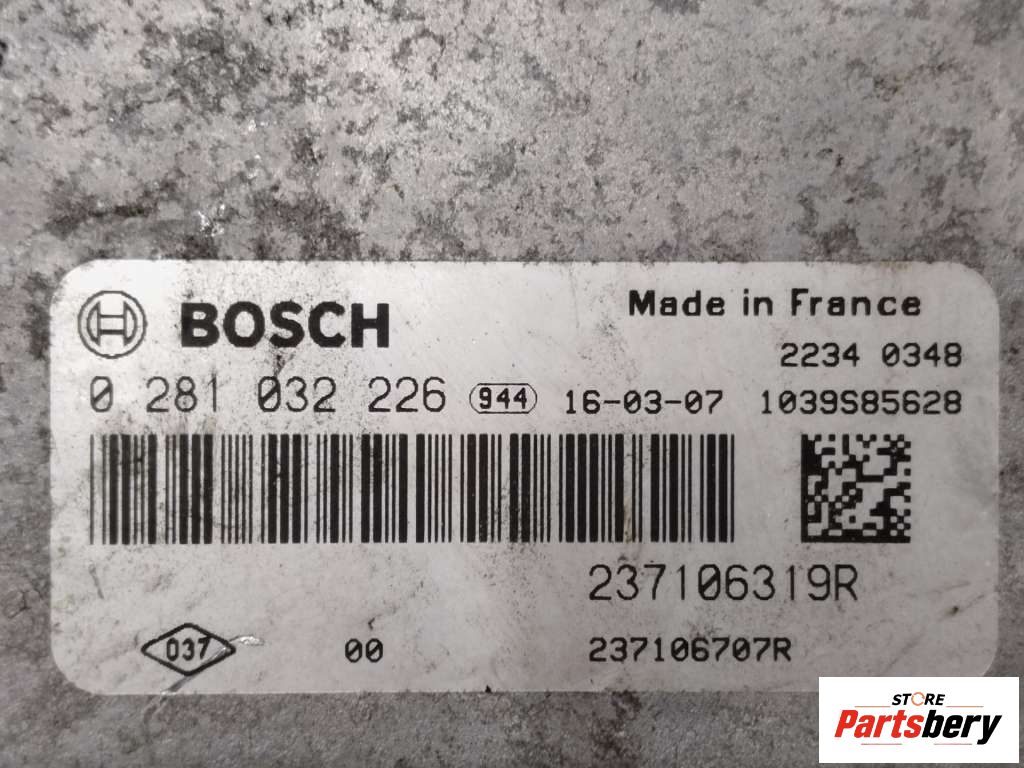 BOSCH
Made in France
2234 0348
0 281 032 226 944 16-03-07 1039S85628
237106319R
037 00 237106707R
STORE
Partsbery